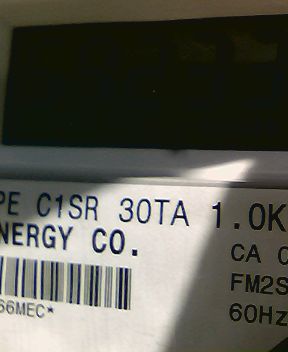 PE C1SR 30TA 1.0K
NERGY CO.
CA
FM2S
60Hz
66MEC*